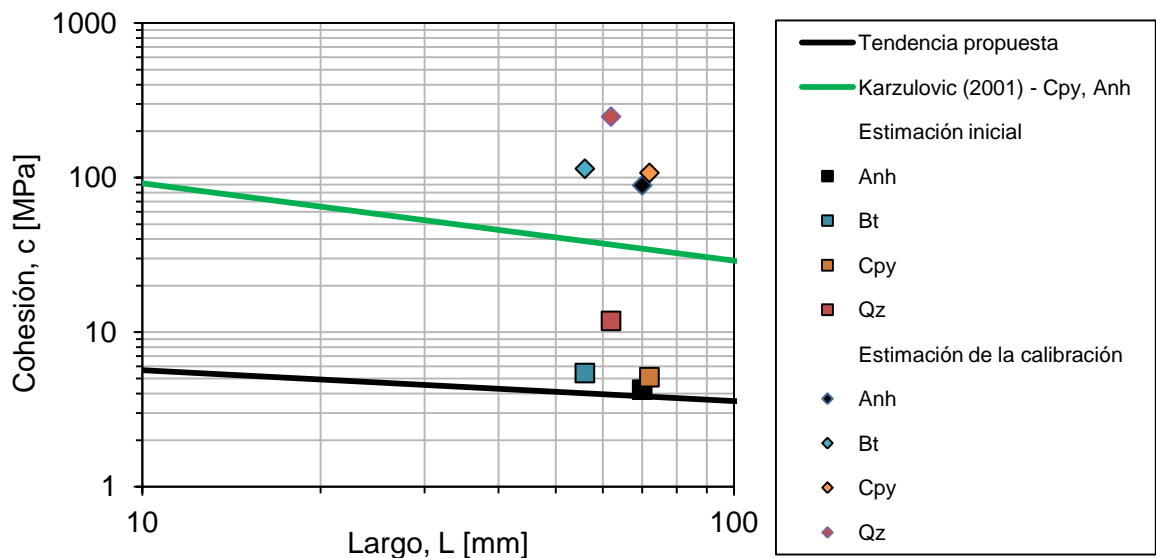 1000
100
10
1
10
100
Cohesión, c [MPa]
Largo, L [mm]
Tendencia propuesta
Karzulovic (2001) - Cpy, Anh
Estimación inicial
Anh
Bt
Cpy
Qz
Estimación de la calibración
Anh
Bt
Cpy
Qz